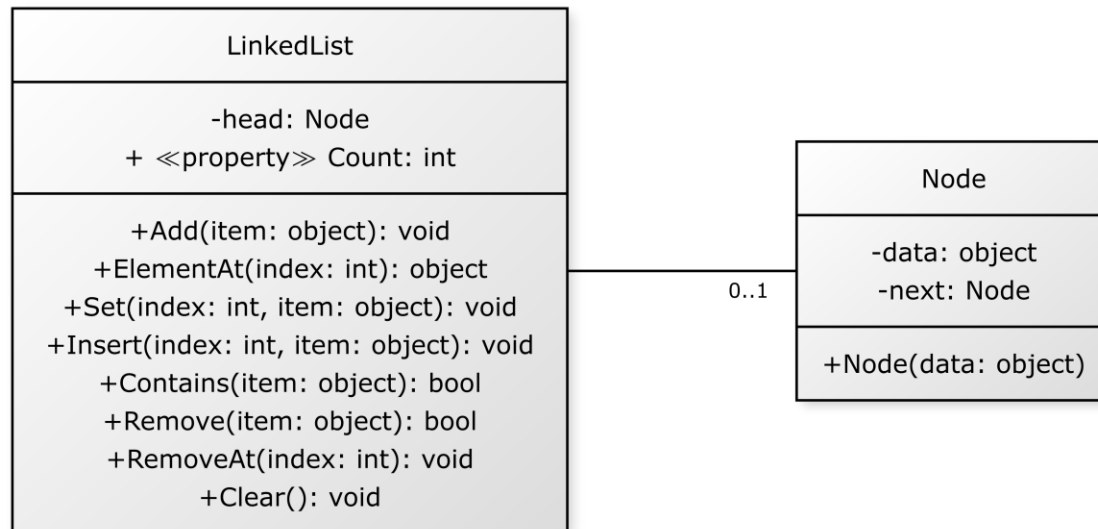 LinkedList
-head: Node
+ ≪property≫ Count: int
+Add(item: object): void
+ElementAt(index: int): object
+Set(index: int, item: object): void
+Insert(index: int, item: object): void
+Contains(item: object): bool
+Remove(item: object): bool
+RemoveAt(index: int): void
+Clear(): void
0..1
Node
-data: object
-next: Node
+Node(data: object)